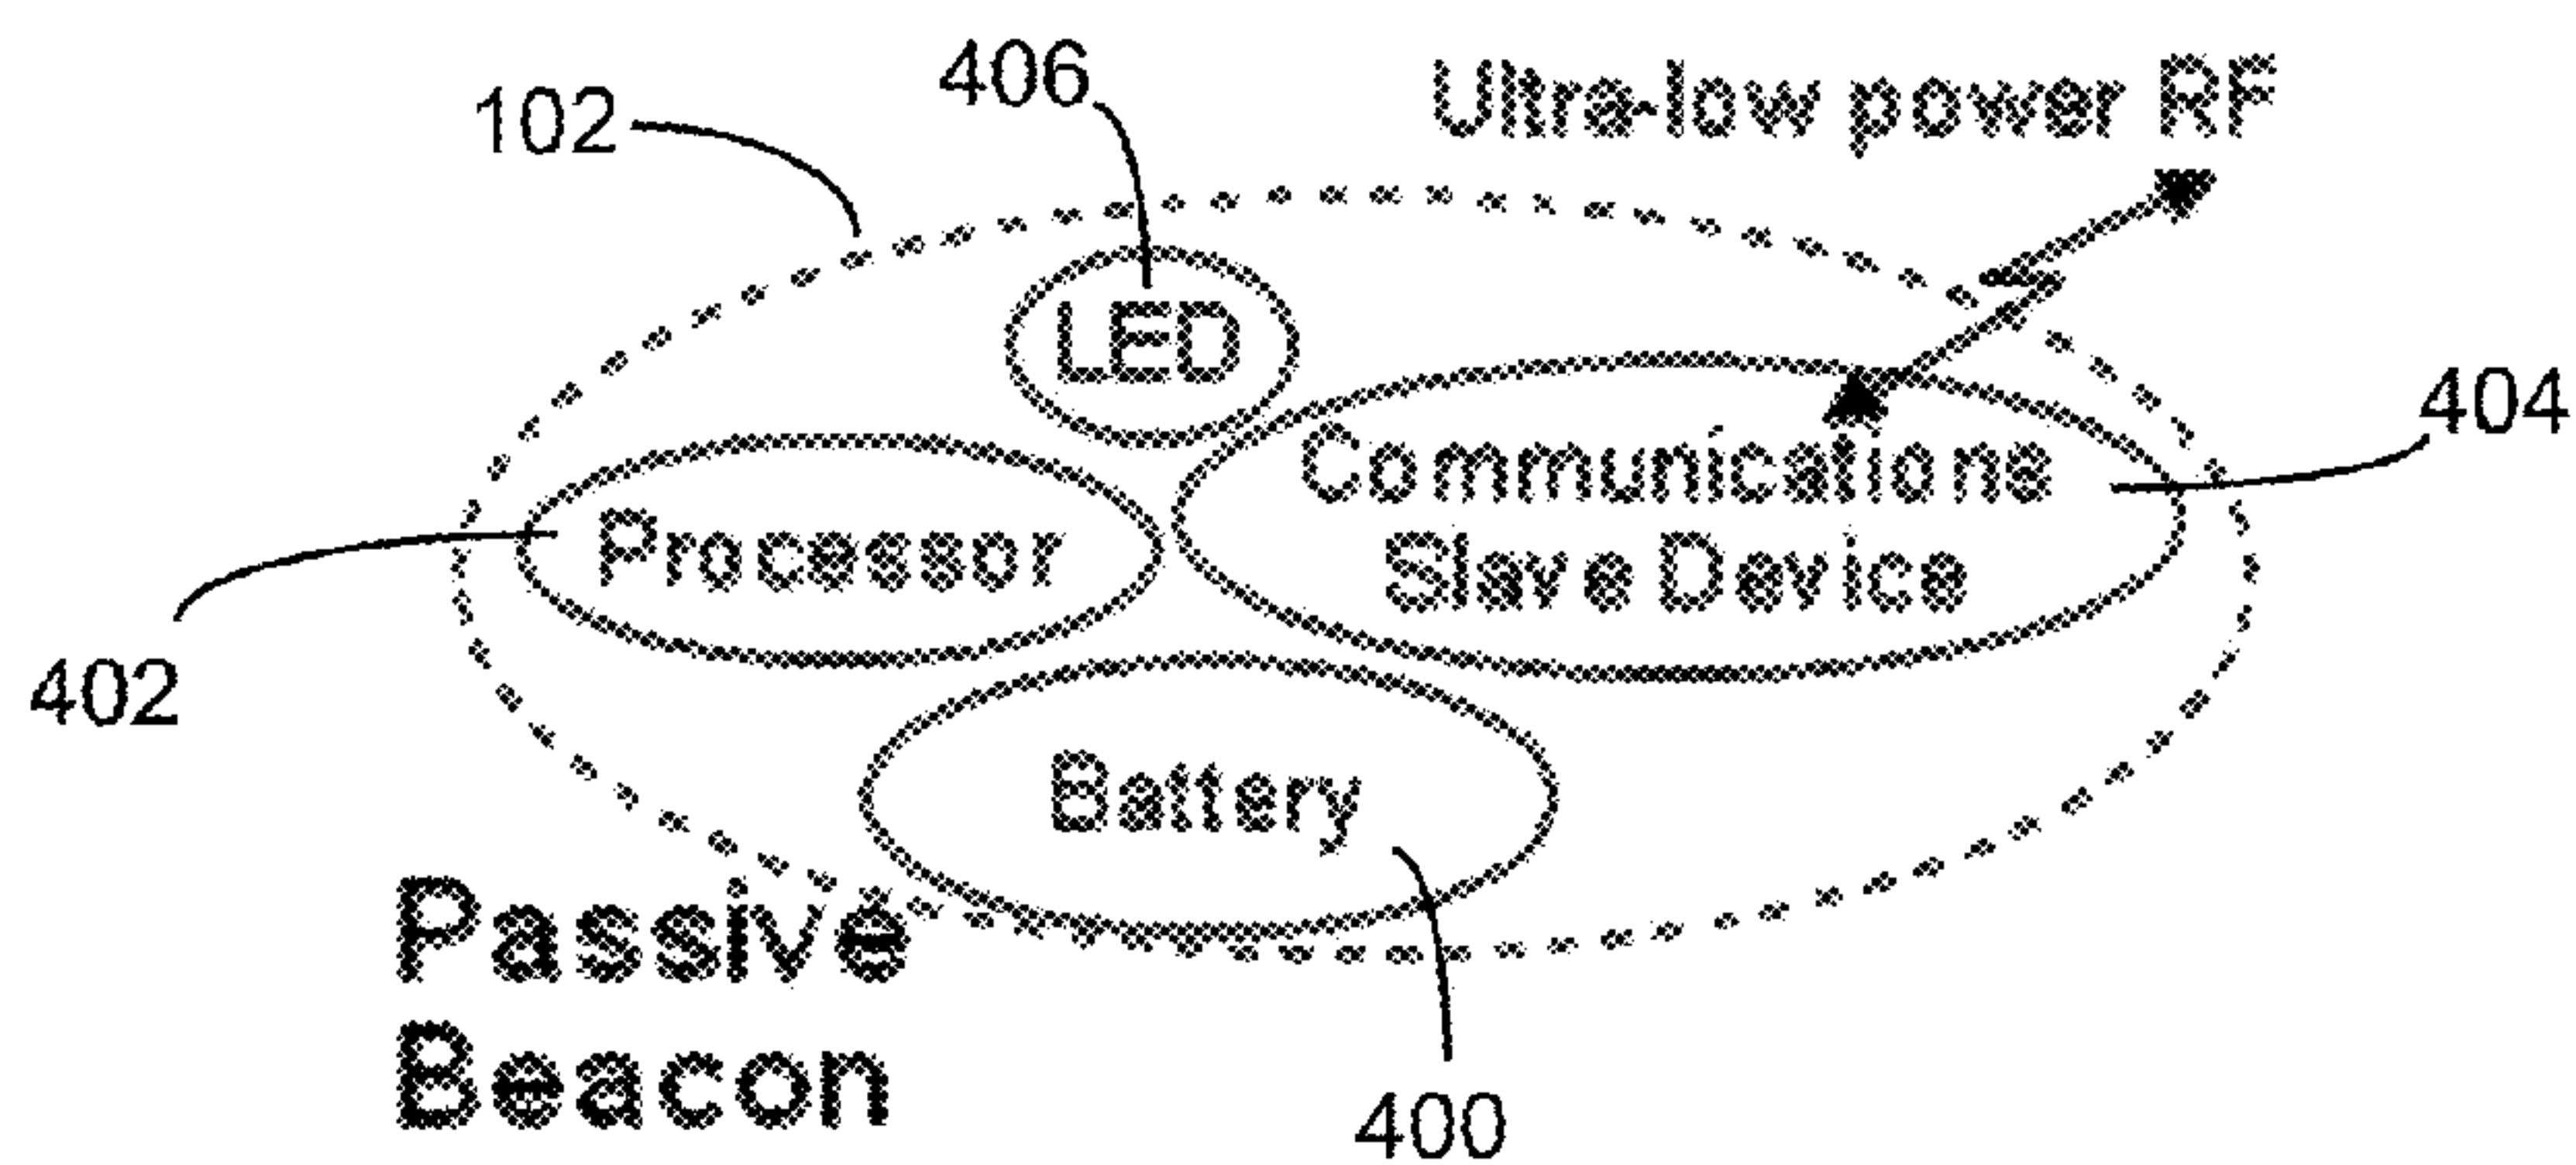 406
Ultra-low power RF
102
LED
404
Communications
Slave Device
Processor
402
Battery
Passive
Beacon
400